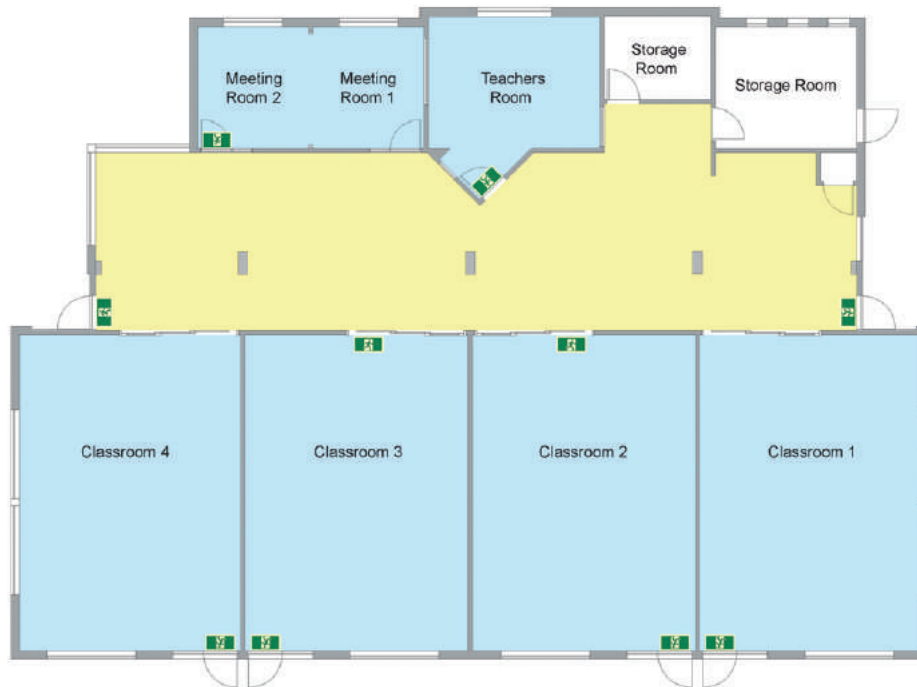 Meeting
Room 2
Meeting
Room 1
Teachers
Room
Storage
Room
Storage Room
Classroom 4
Classroom 3
Classroom 2
Classroom 1